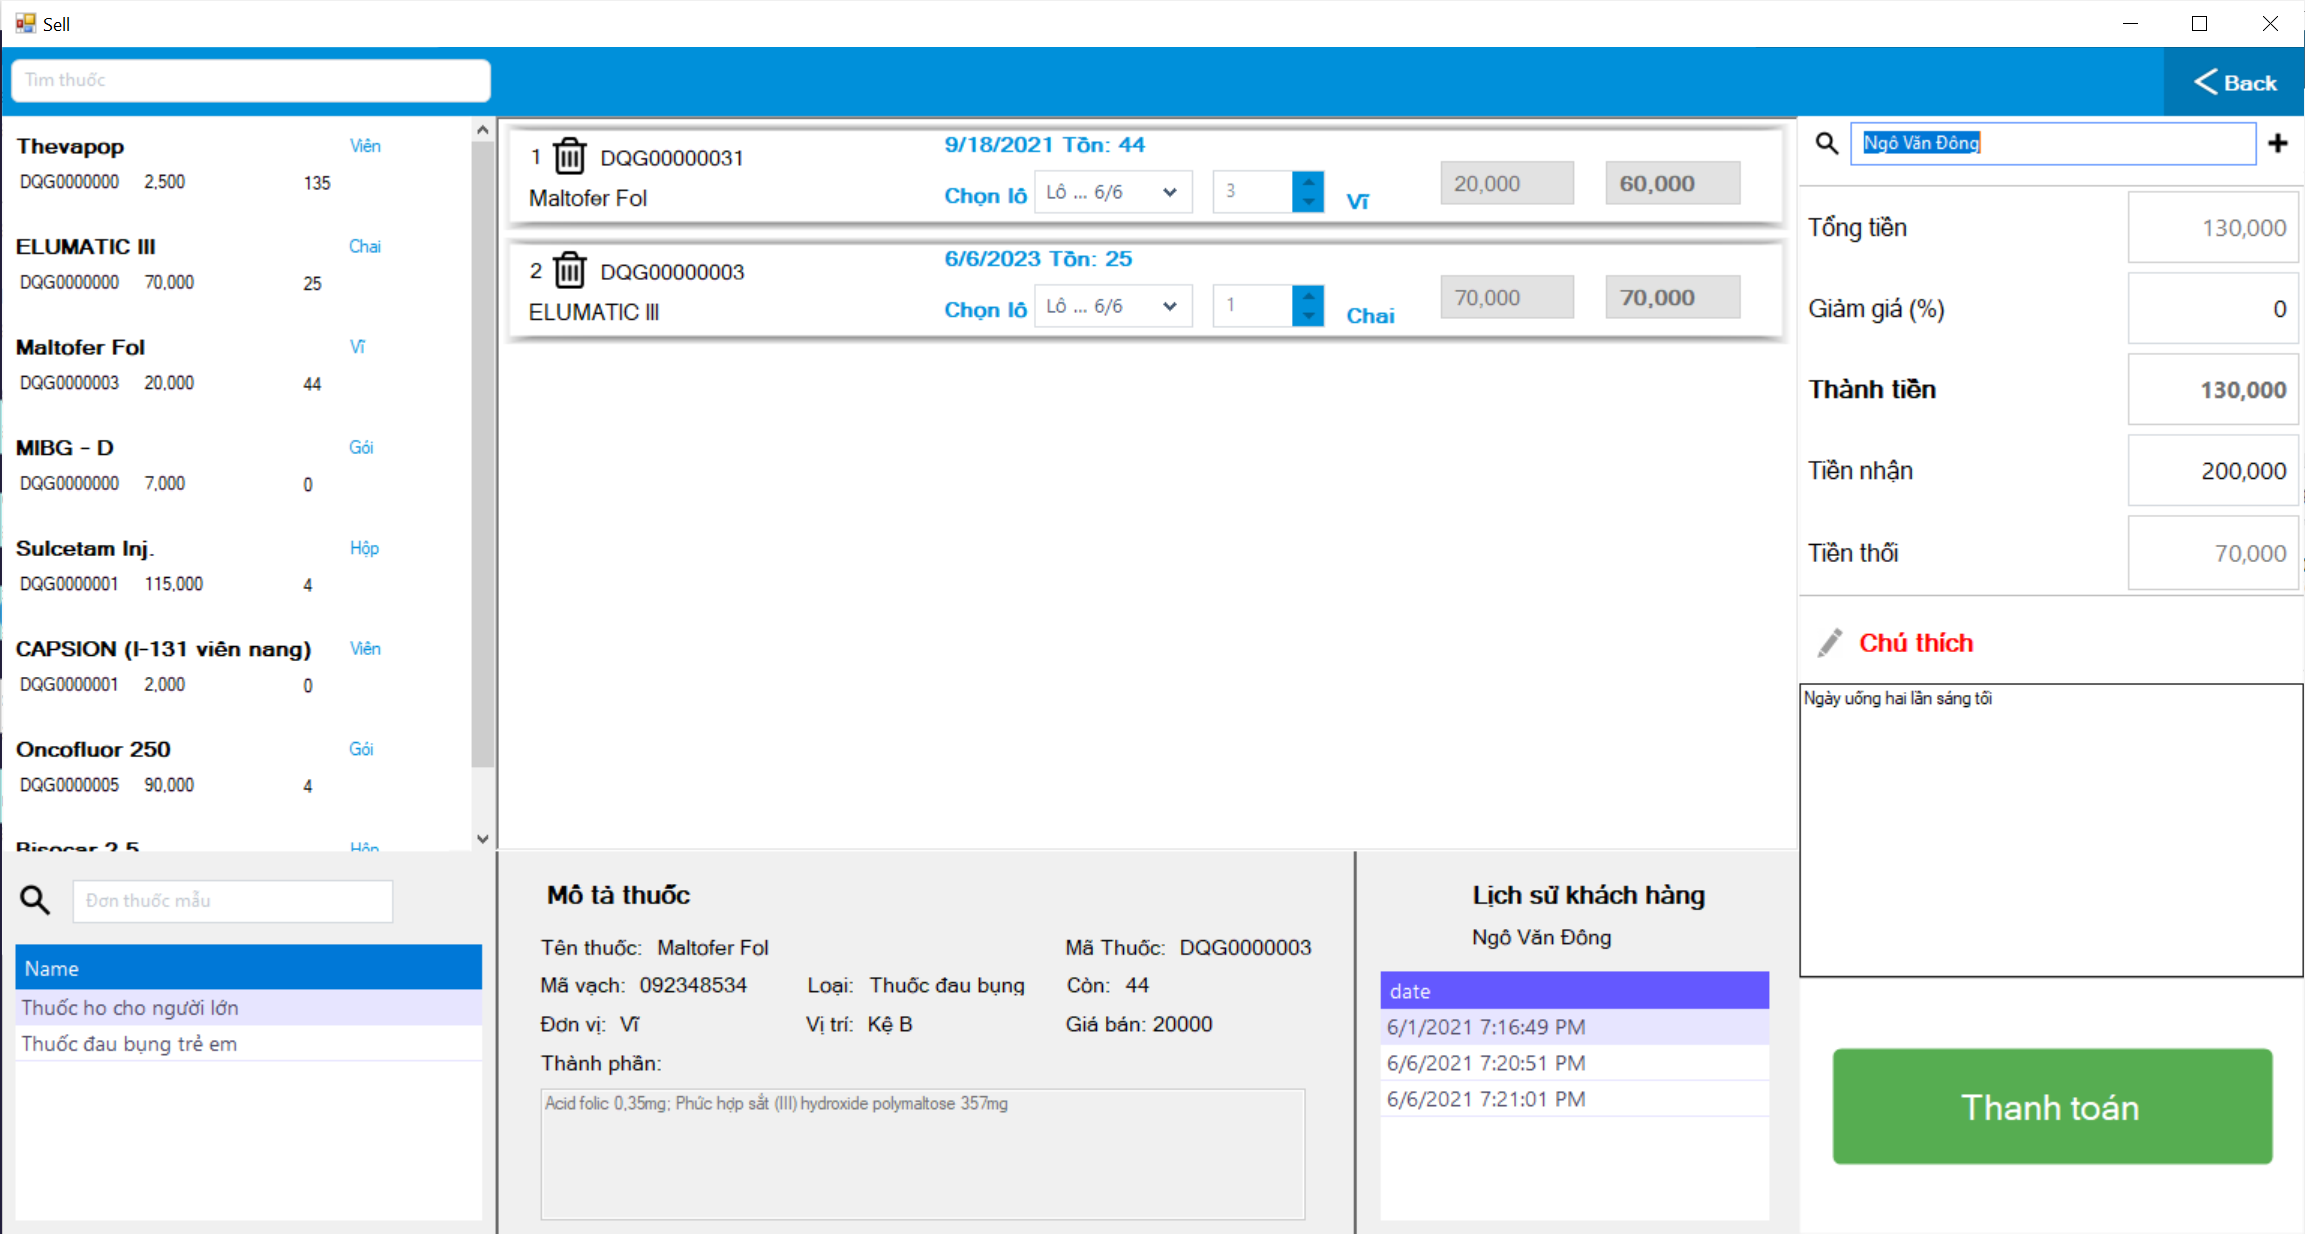 Sell
Tìm thuốc
Back
Thevapop Viên
DQG0000000 2,500 135
ELUMATIC III Chai
DQG0000000 70,000 25
Maltofer Fol Vĩ
DQG0000003 20,000 44
MIBG - D Gói
DQG0000000 7,000 0
Sulcetam Inj. Hộp
DQG0000001 115,000 4
CAPSION (I-131 viên nang) Viên
DQG0000001 2,000 0
Oncofluor 250 Gói
DQG0000005 90,000 4
Bisocar 2.5 Hộp
1 DQG00000031 9/18/2021 Tồn: 44
Maltofer Fol Chọn lô Lô ... 6/6 3 Vĩ 20,000 60,000
2 DQG00000003 6/6/2023 Tồn: 25
ELUMATIC III Chọn lô Lô ... 6/6 1 Chai 70,000 70,000
Ngô Văn Đông
Tổng tiền 130,000
Giảm giá (%) 0
Thành tiền 130,000
Tiền nhận 200,000
Tiền thối 70,000
Chú thích
Ngày uống hai lần sáng tối
Thanh toán
Đơn thuốc mẫu
Name
Thuốc ho cho người lớn
Thuốc đau bụng trẻ em
Mô tả thuốc
Tên thuốc: Maltofer Fol Mã Thuốc: DQG0000003
Mã vạch: 092348534 Loại: Thuốc đau bụng Còn: 44
Đơn vị: Vĩ Vị trí: Kệ B Giá bán: 20000
Thành phần:
Acid folic 0,35mg; Phức hợp sắt (III) hydroxide polymaltose 357mg
Lịch sử khách hàng
Ngô Văn Đông
date
6/1/2021 7:16:49 PM
6/6/2021 7:20:51 PM
6/6/2021 7:21:01 PM